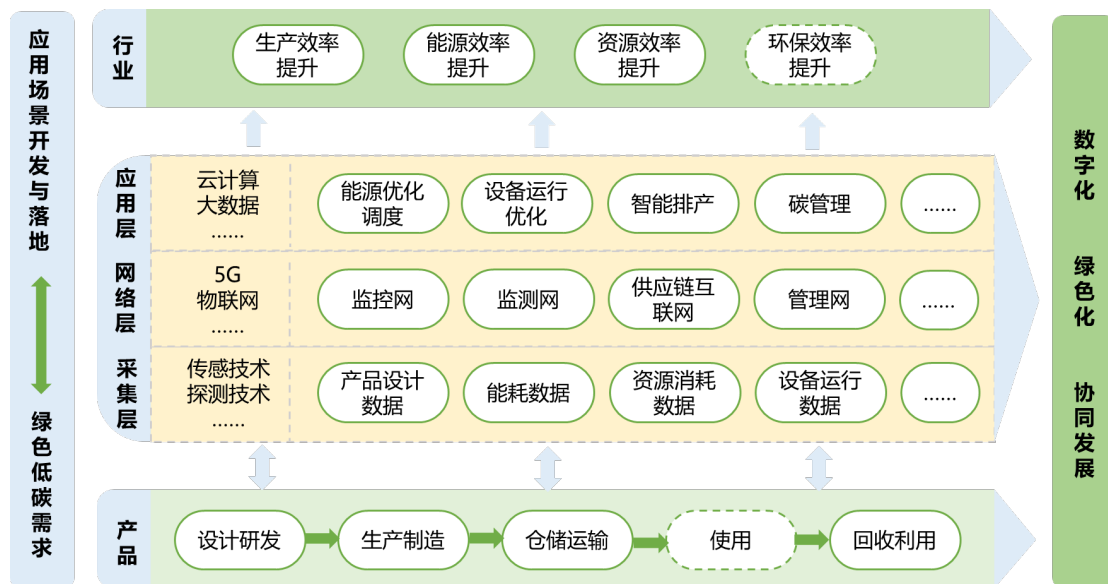 应用场景开发与落地
绿色低碳需求
行业
生产效率
提升
能源效率
提升
资源效率
提升
环保效率
提升
应用层
云计算
大数据
……
能源优化
调度
设备运行
优化
智能排产
碳管理
……
网络层
5G
物联网
……
监控网
监测网
供应链互
联网
管理网
……
采集层
传感技术
探测技术
……
产品设计
数据
能耗数据
资源消耗
数据
设备运行
数据
……
产品
设计研发
生产制造
仓储运输
使用
回收利用
数字化
绿色化
协同发展